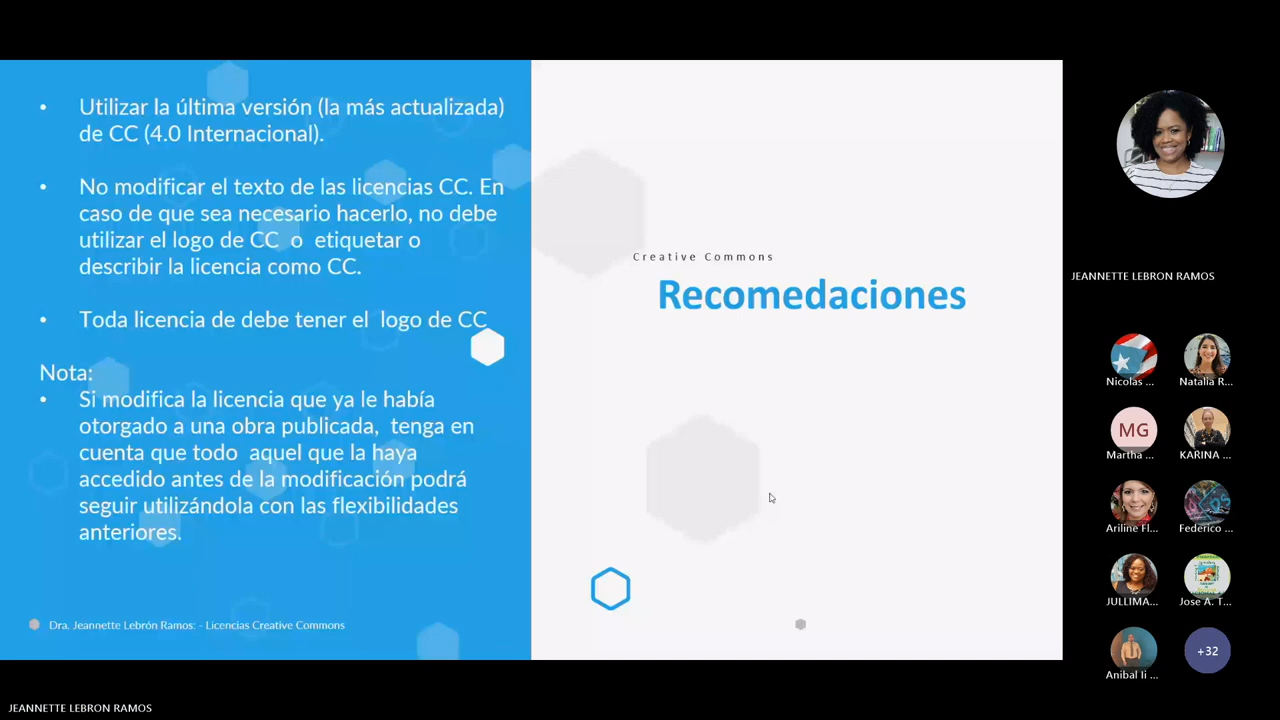 • Utilizar la última versión (la más actualizada)
de CC (4.0 Internacional).
• No modificar el texto de las licencias CC. En
caso de que sea necesario hacerlo, no debe
utilizar el logo de CC o etiquetar o
describir la licencia como CC.
• Toda licencia de debe tener el logo de CC
Nota:
• Si modifica la licencia que ya le había
otorgado a una obra publicada, tenga en
cuenta que todo aquel que la haya
accedido antes de la modificación podrá
seguir utilizándola con las flexibilidades
anteriores.
Dra. Jeannette Lebrón Ramos: - Licencias Creative Commons
Creative Commons
Recomedaciones
JEANNETTE LEBRON RAMOS
Nicolas ... Natalia R...
MG
Martha ... KARINA ...
Ariline Fl... Federico ...
JULLIMA... Jose A. T...
+32
Anibal Ii ...
JEANNETTE LEBRON RAMOS